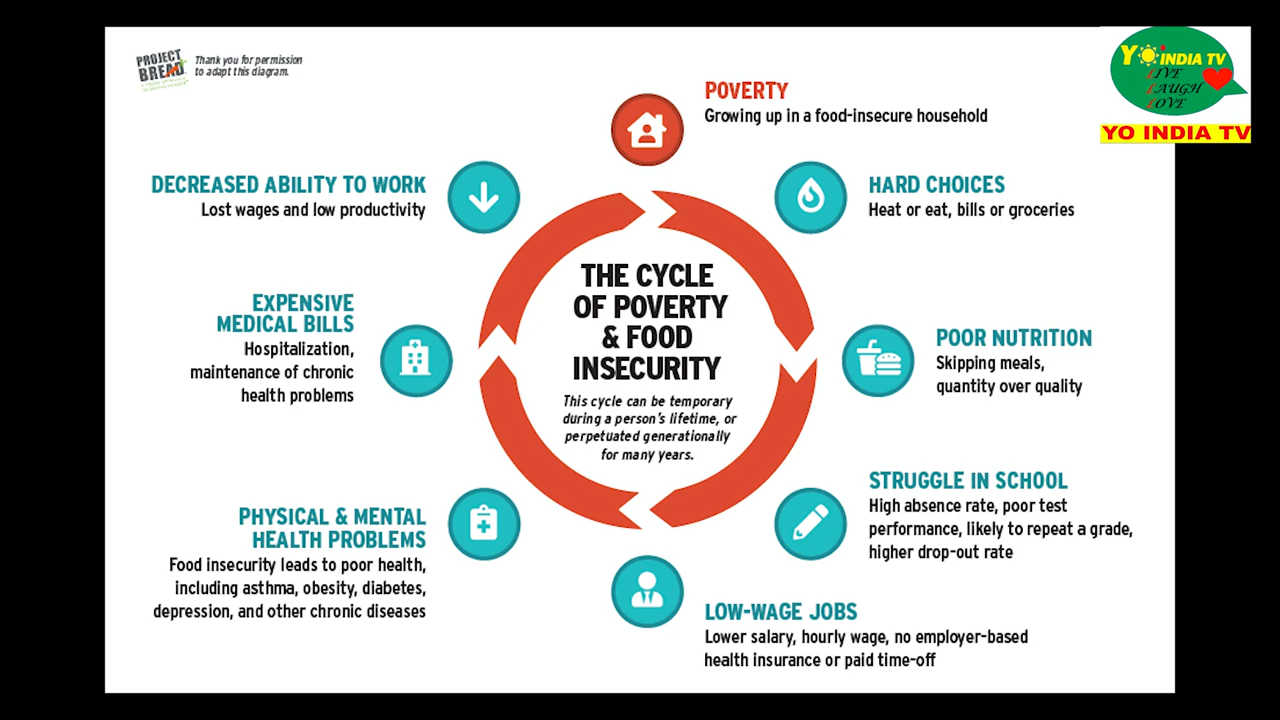 PROJECT
BREAD
Thank you for permission
to adapt this diagram.
YO INDIA TV
LIVE
LAUGH
LOVE
YO INDIA TV
POVERTY
Growing up in a food-insecure household
HARD CHOICES
Heat or eat, bills or groceries
POOR NUTRITION
Skipping meals,
quantity over quality
STRUGGLE IN SCHOOL
High absence rate, poor test
performance, likely to repeat a grade,
higher drop-out rate
LOW-WAGE JOBS
Lower salary, hourly wage, no employer-based
health insurance or paid time-off
PHYSICAL & MENTAL
HEALTH PROBLEMS
Food insecurity leads to poor health,
including asthma, obesity, diabetes,
depression, and other chronic diseases
EXPENSIVE
MEDICAL BILLS
Hospitalization,
maintenance of chronic
health problems
DECREASED ABILITY TO WORK
Lost wages and low productivity
THE CYCLE
OF POVERTY
& FOOD
INSECURITY
This cycle can be temporary
during a person's lifetime, or
perpetuated generationally
for many years.